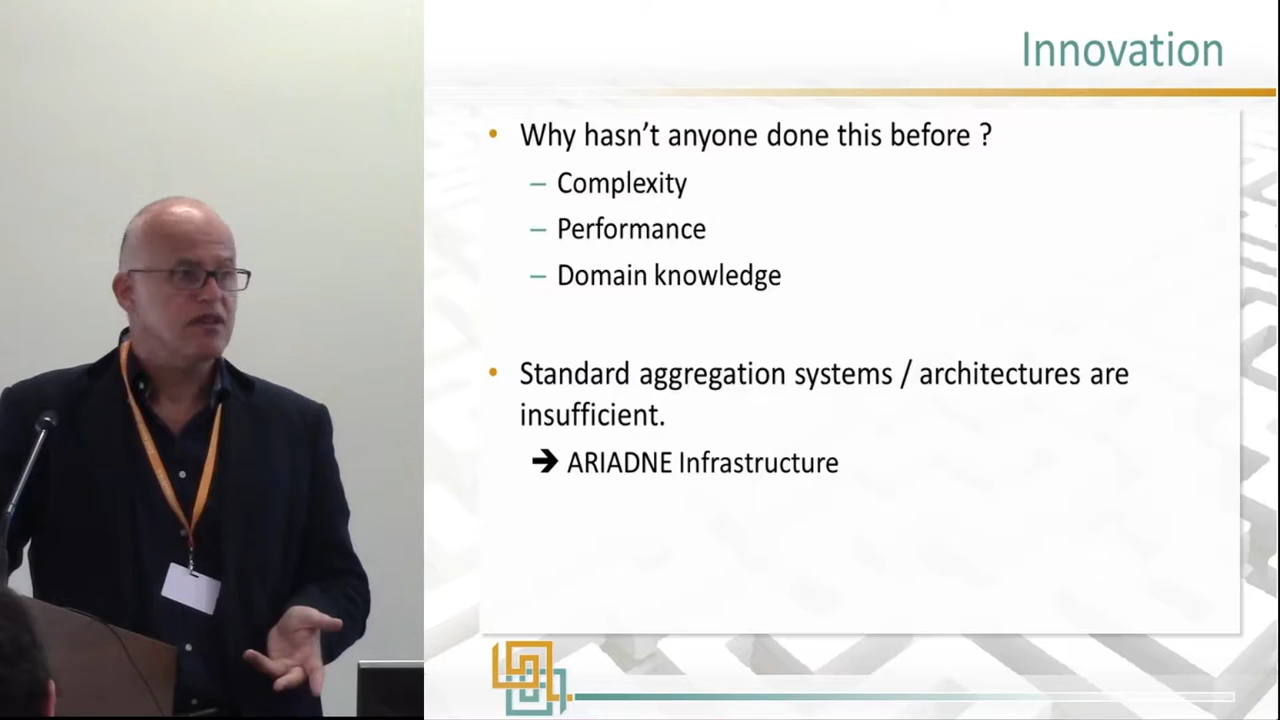 Innovation
• Why hasn't anyone done this before ?
– Complexity
– Performance
– Domain knowledge
• Standard aggregation systems / architectures are
insufficient.
➔ ARIADNE Infrastructure